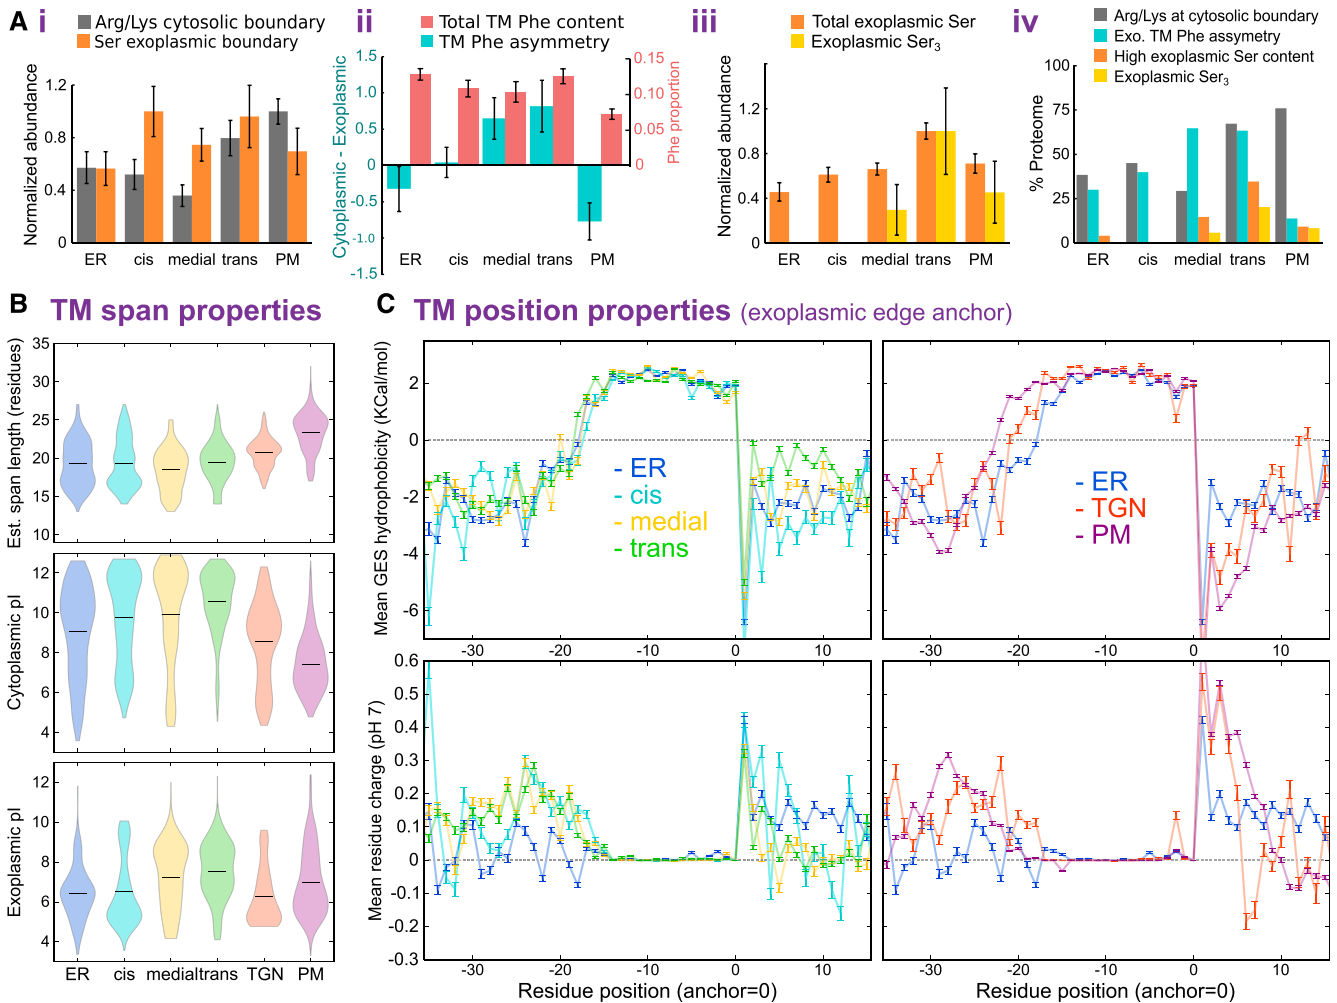 A i
Arg/Lys cytosolic abundance
Ser exoplasmic boundary
Normalized abundance
1.2
0.8
0.4
0
ER cis medial trans PM
ii
Total TM Phe content
TM Phe asymmetry
Cytoplasmic - Exoplasmic
1.5
1.0
0.5
0
-0.5
-1.0
-1.5
0.15
0.10
0.05
0
Phe proportion
ER cis medial trans PM
iii
Total exoplasmic Ser
Exoplasmic Ser3
Normalized abundance
1.2
0.8
0.4
0
ER cis medial trans PM
iv
Arg/Lys at cytosolic boundary
Exo. TM Phe assymetry
High exoplasmic Ser content
Exoplasmic Ser3
% Proteome
100
75
50
25
0
ER cis medial trans PM
B TM span properties
Est. span length (residues)
35
30
25
20
15
10
Cytoplasmic pI
12
10
8
6
4
Exoplasmic pI
12
10
8
6
4
ER cis medial trans TGN PM
C TM position properties (exoplasmic edge anchor)
Mean GES hydrophobicity (KCal/mol)
2
0
-2
-4
-6
- ER
- cis
- medial
- trans
-30 -20 -10 0 10
- ER
- TGN
- PM
-30 -20 -10 0 10
Mean residue charge (pH 7)
0.6
0.5
0.4
0.3
0.2
0.1
0
-0.1
-0.2
-0.3
-30 -20 -10 0 10
Residue position (anchor=0)
-30 -20 -10 0 10
Residue position (anchor=0)